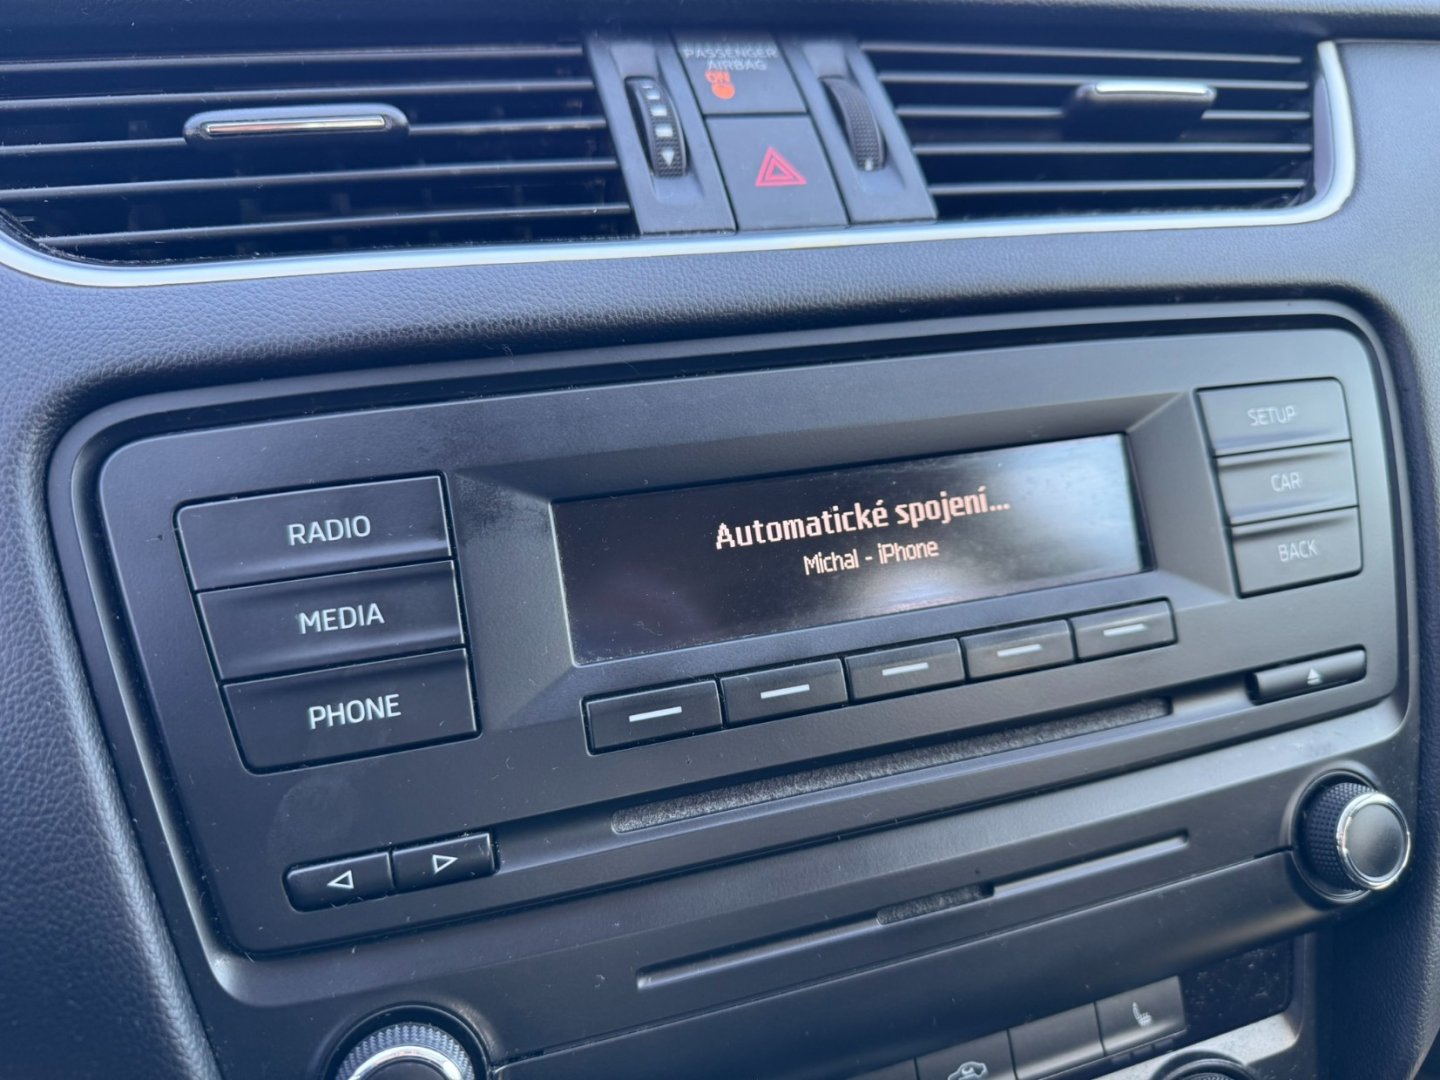 PASSENGER
AIRBAG
ON
SETUP
Automatické spojení...
CAR
RADIO
Michal - iPhone
BACK
MEDIA
PHONE